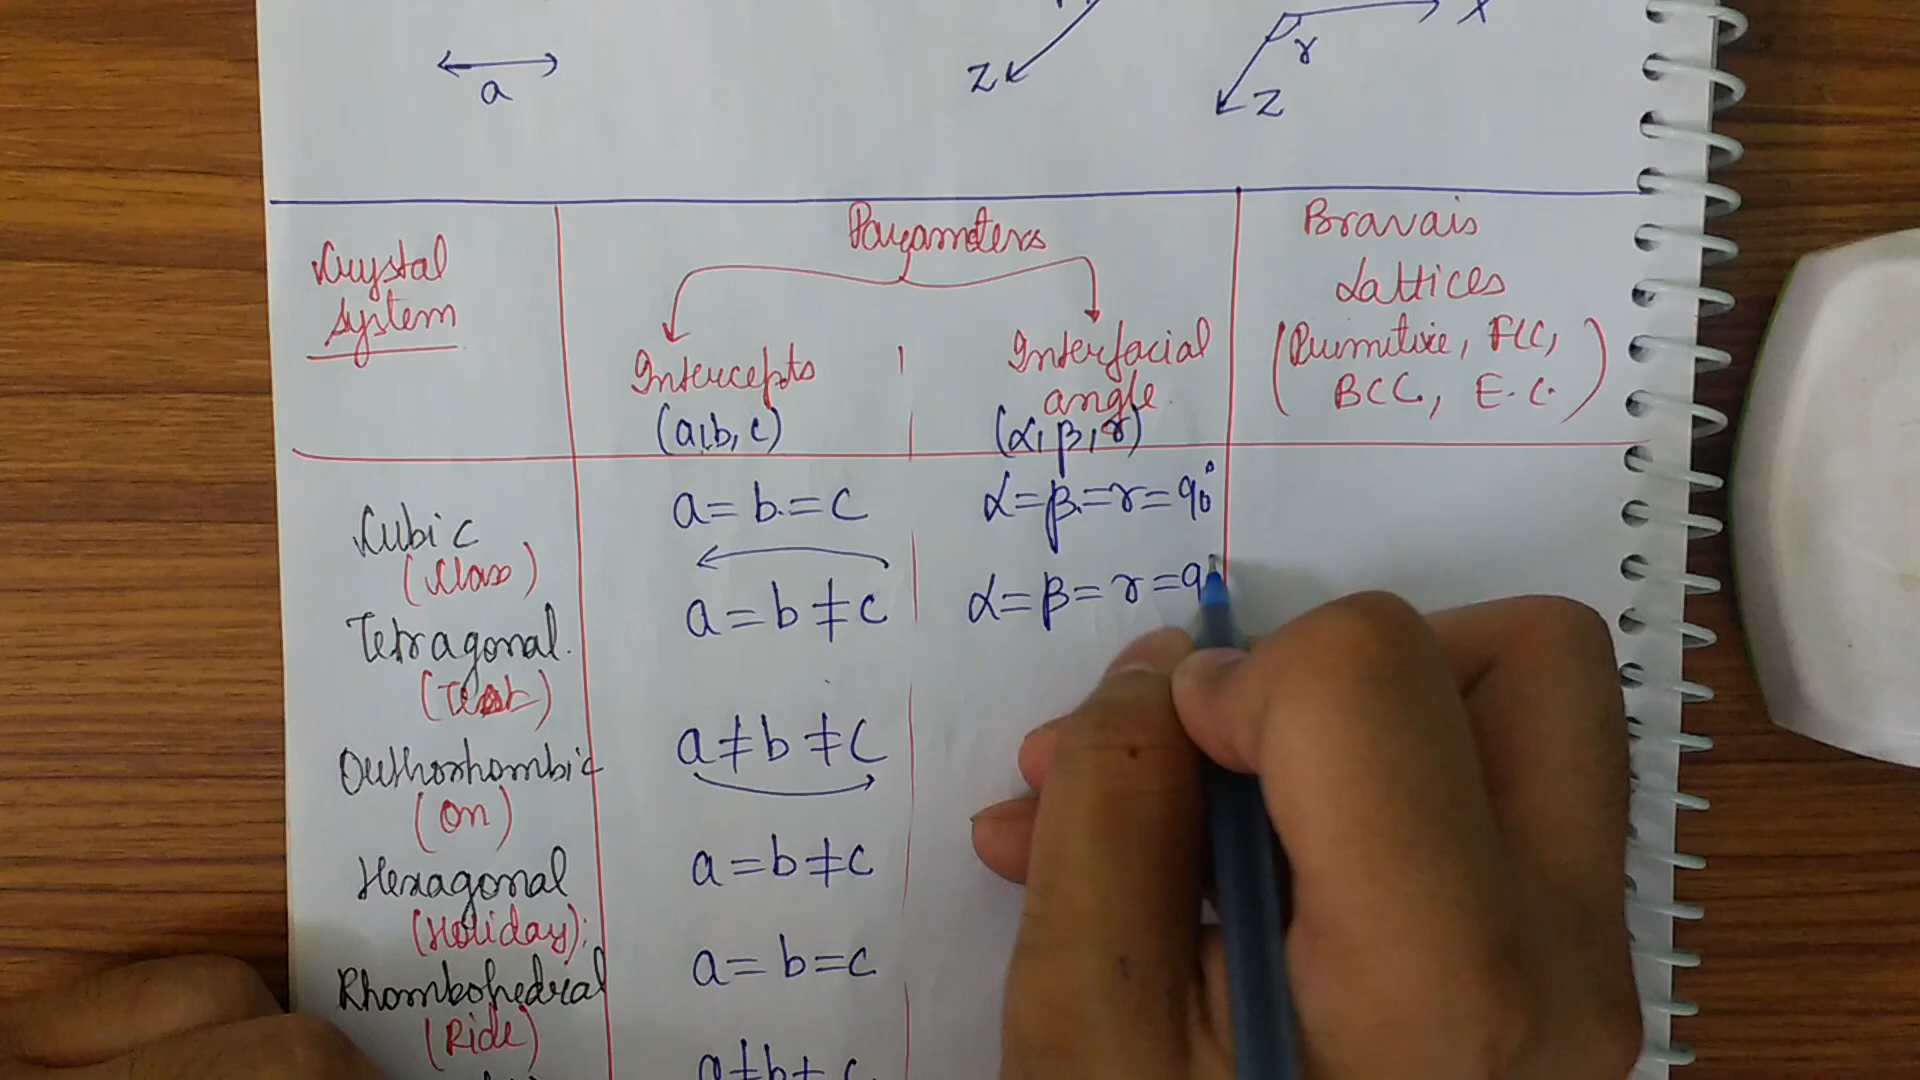 a
Z
γ
X
Z
Crystal
System
Parameters
Intercepts
(a,b,c)
Interfacial
angle
(α,β,γ)
Bravais
Lattices
(Primitive, FCC,
BCC, E.C.)
Cubic
(Class)
a=b=c
α=β=γ=90°
Tetragonal
(Test)
a=b≠c
α=β=γ=9
Orthorhombic
(on)
a≠b≠c
Hexagonal
(Holiday)
a=b≠c
Rhombohedral
(Ride)
a=b=c
a≠b≠c